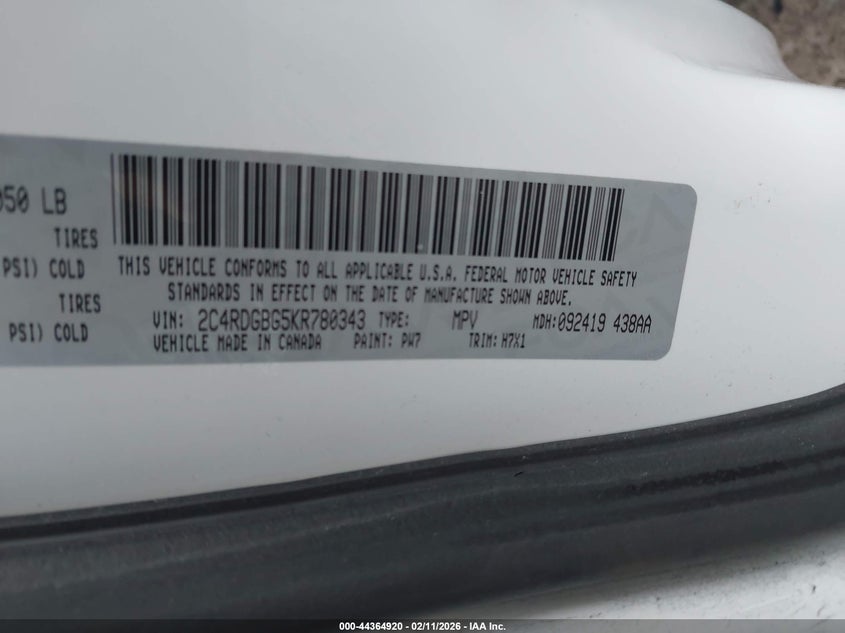 050 LB
TIRES
PSI) COLD
TIRES
PSI) COLD
THIS VEHICLE CONFORMS TO ALL APPLICABLE U.S.A. FEDERAL MOTOR VEHICLE SAFETY
STANDARDS IN EFFECT ON THE DATE OF MANUFACTURE SHOWN ABOVE.
VIN: 2C4RDGBG5KR780343 TYPE: MPV MDH:092419 438AA
VEHICLE MADE IN CANADA PAINT: PW7 TRIM: H7X1
000-44364920 - 02/11/2026 - IAA Inc.